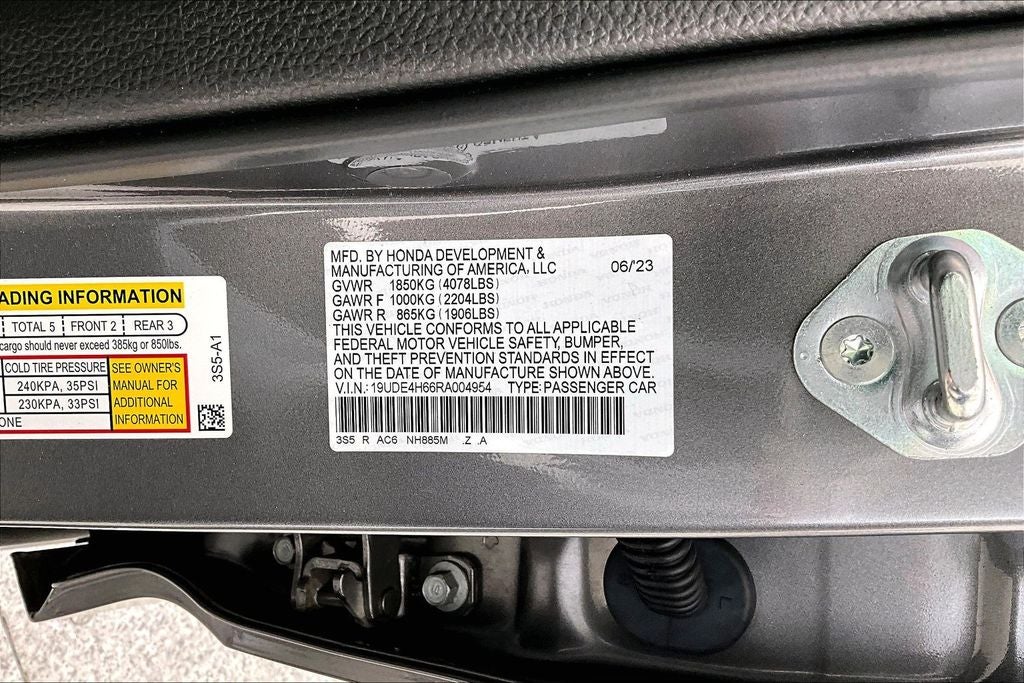 ADING INFORMATION
TOTAL 5 FRONT 2 REAR 3
cargo should never exceed 385kg or 850lbs.
COLD TIRE PRESSURE
240KPA, 35PSI
230KPA, 33PSI
ONE
SEE OWNER'S
MANUAL FOR
ADDITIONAL
INFORMATION
3S5-A1
MFD. BY HONDA DEVELOPMENT &
MANUFACTURING OF AMERICA, LLC 06/'23
GVWR 1850KG (4078LBS)
GAWR F 1000KG (2204LBS)
GAWR R 865KG (1906LBS)
THIS VEHICLE CONFORMS TO ALL APPLICABLE
FEDERAL MOTOR VEHICLE SAFETY, BUMPER,
AND THEFT PREVENTION STANDARDS IN EFFECT
ON THE DATE OF MANUFACTURE SHOWN ABOVE.
V.I.N.: 19UDE4H66RA004954 TYPE: PASSENGER CAR
3S5 R AC6 NH885M .Z .A
L